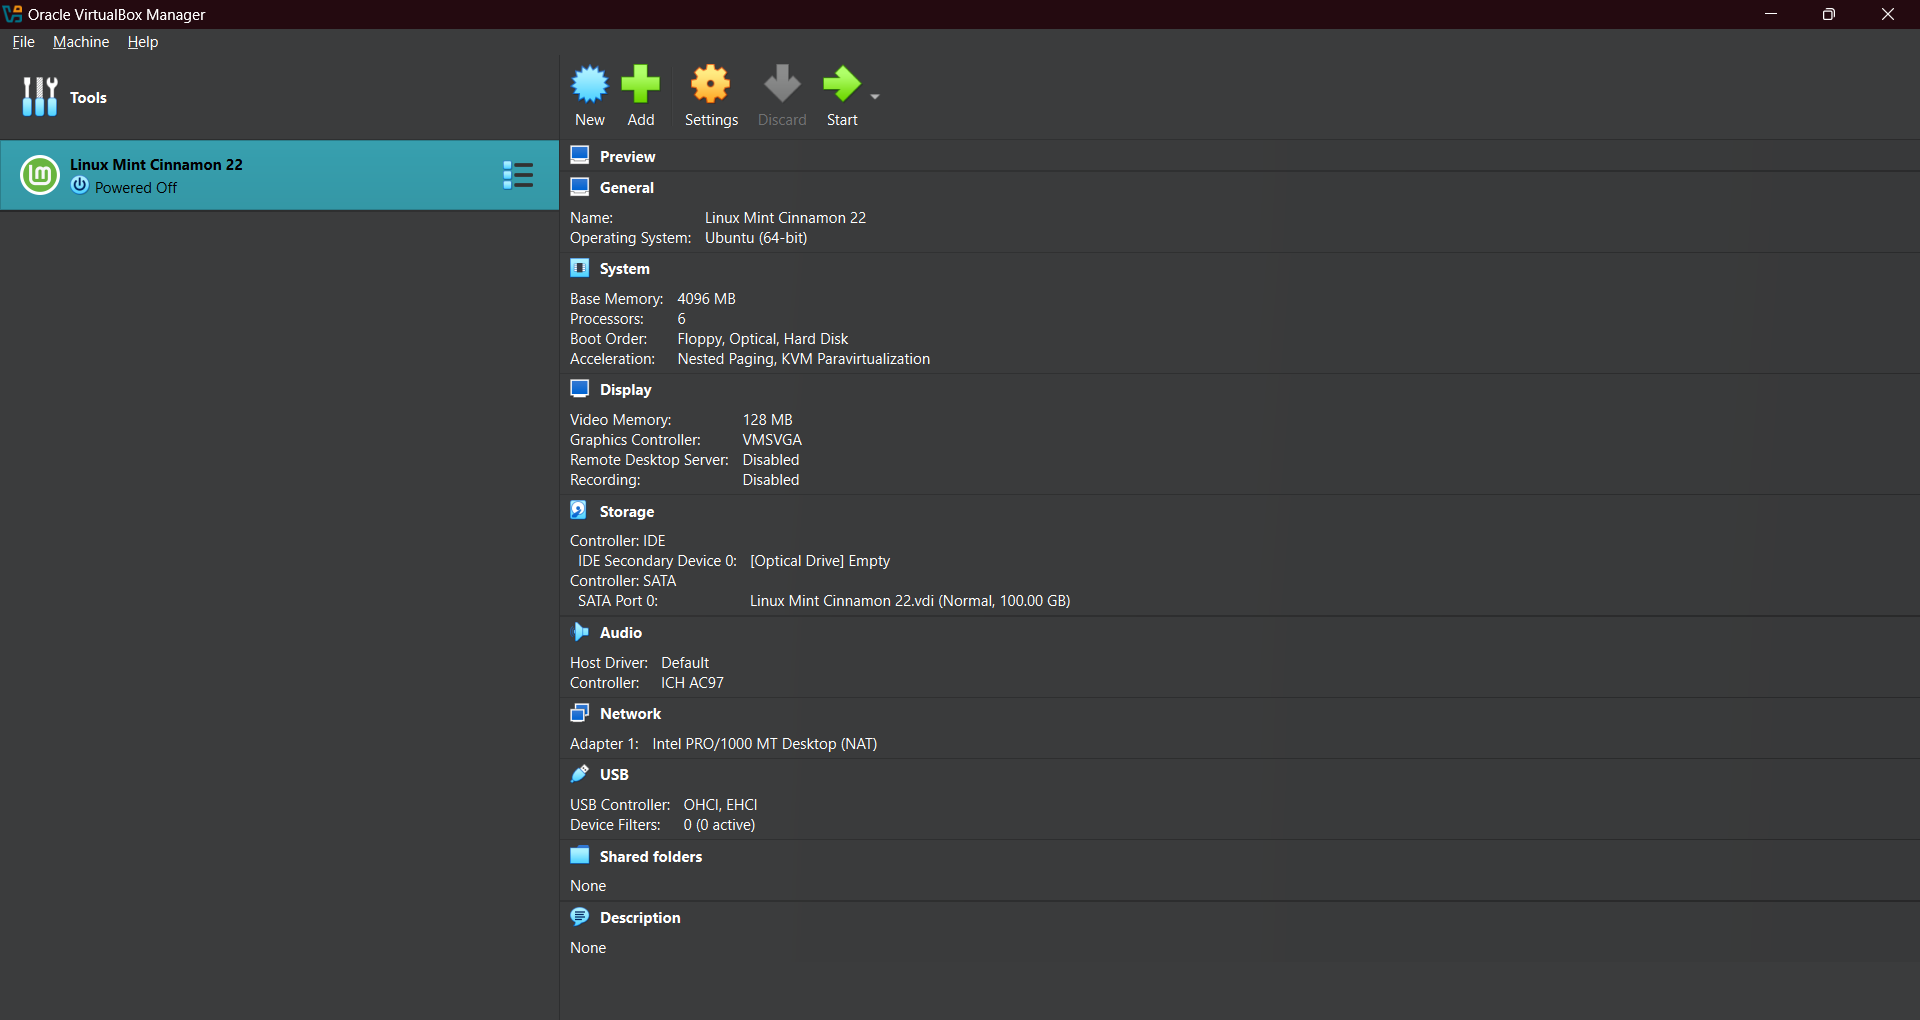 Oracle VirtualBox Manager
File Machine Help
Tools
New Add Settings Discard Start
Linux Mint Cinnamon 22
Powered Off
Preview
General
Name: Linux Mint Cinnamon 22
Operating System: Ubuntu (64-bit)
System
Base Memory: 4096 MB
Processors: 6
Boot Order: Floppy, Optical, Hard Disk
Acceleration: Nested Paging, KVM Paravirtualization
Display
Video Memory: 128 MB
Graphics Controller: VMSVGA
Remote Desktop Server: Disabled
Recording: Disabled
Storage
Controller: IDE
IDE Secondary Device 0: [Optical Drive] Empty
Controller: SATA
SATA Port 0: Linux Mint Cinnamon 22.vdi (Normal, 100.00 GB)
Audio
Host Driver: Default
Controller: ICH AC97
Network
Adapter 1: Intel PRO/1000 MT Desktop (NAT)
USB
USB Controller: OHCI, EHCI
Device Filters: 0 (0 active)
Shared folders
None
Description
None